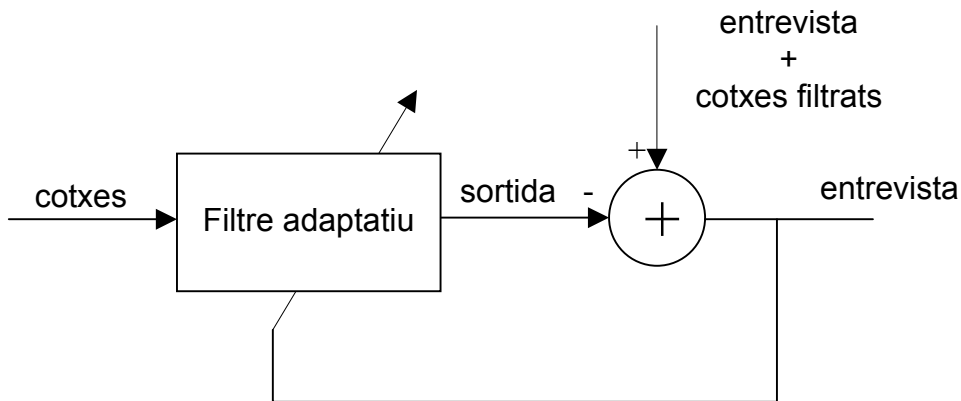 entrevista
+
cotxes filtrats
+
cotxes
Filtre adaptatiu
sortida
-
+
entrevista